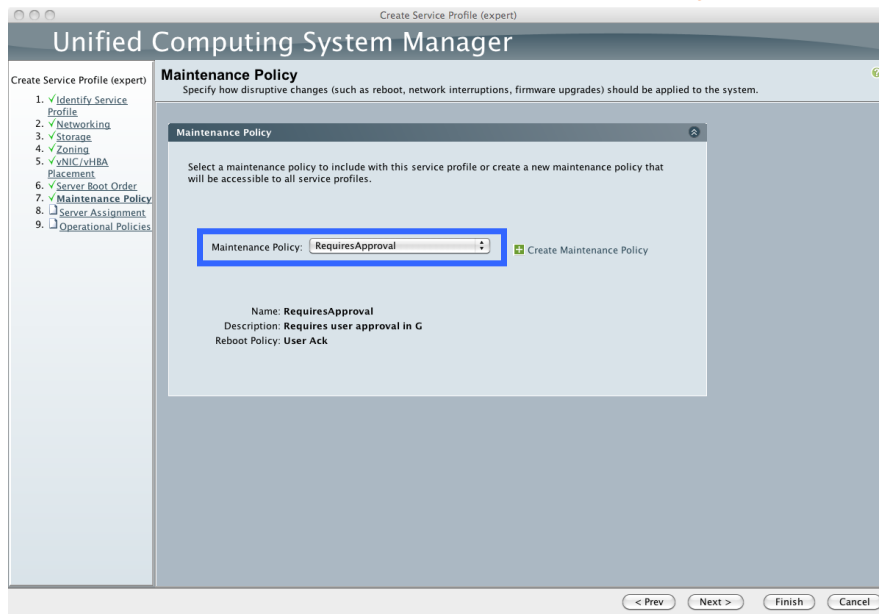 Create Service Profile (expert)
Unified Computing System Manager
Create Service Profile (expert)
1. √Identify Service
Profile
2. √Networking
3. √Storage
4. √Zoning
5. √vNIC/vHBA
Placement
6. √Server Boot Order
7. √Maintenance Policy
8. Server Assignment
9. Operational Policies
Maintenance Policy
Specify how disruptive changes (such as reboot, network interruptions, firmware upgrades) should be applied to the system.
Maintenance Policy
Select a maintenance policy to include with this service profile or create a new maintenance policy that
will be accessible to all service profiles.
Maintenance Policy: RequiresApproval
Create Maintenance Policy
Name: RequiresApproval
Description: Requires user approval in G
Reboot Policy: User Ack
< Prev Next > Finish Cancel